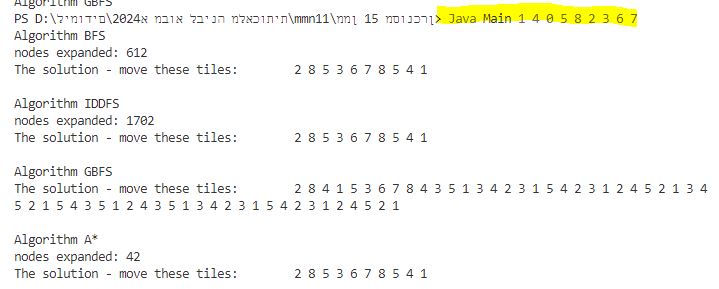 Algorithm GBFS
PS D:\לימודים\2024א מבוא לבינה מלאכותית\mmn11\ממן 15 מסונכרן> Java Main 1 4 0 5 8 2 3 6 7
Algorithm BFS
nodes expanded: 612
The solution - move these tiles: 2 8 5 3 6 7 8 5 4 1
Algorithm IDDFS
nodes expanded: 1702
The solution - move these tiles: 2 8 5 3 6 7 8 5 4 1
Algorithm GBFS
The solution - move these tiles: 2 8 4 1 5 3 6 7 8 4 3 5 1 3 4 2 3 1 5 4 2 3 1 2 4 5 2 1 3 4
5 2 1 5 4 3 5 1 2 4 3 5 1 3 4 2 3 1 5 4 2 3 1 2 4 5 2 1
Algorithm A*
nodes expanded: 42
The solution - move these tiles: 2 8 5 3 6 7 8 5 4 1